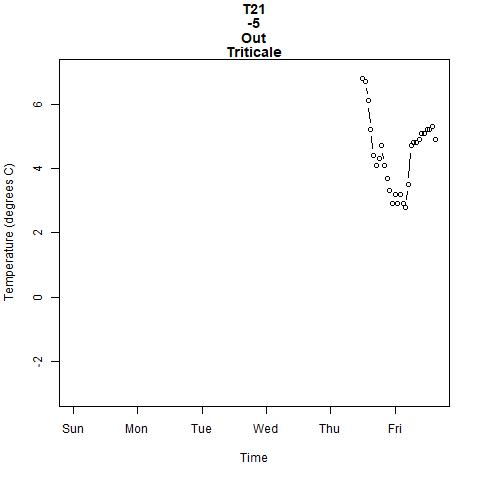 T21
-5
Out
Triticale
Temperature (degrees C)
6
4
2
0
-2
Sun Mon Tue Wed Thu Fri
Time